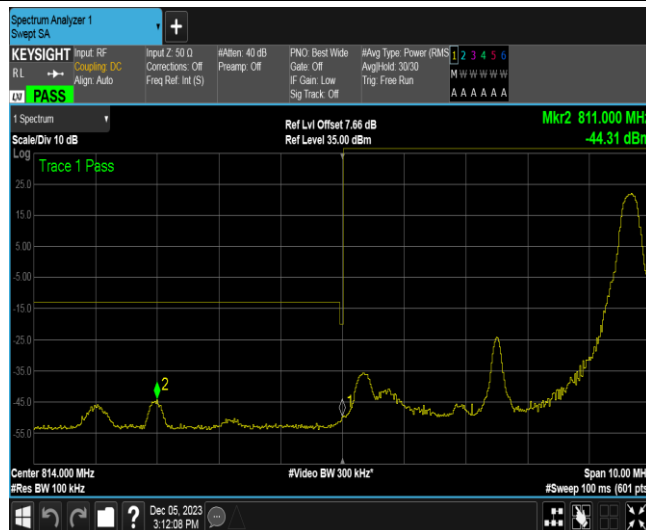 Spectrum Analyzer 1
Swept SA
+
KEYSIGHT
RL
LXI
PASS
Input: RF
Coupling: DC
Align: Auto
Input Z: 50 Ω
Corrections: Off
Freq Ref: Int (S)
#Atten: 40 dB
Preamp: Off
PNO: Best Wide
Gate: Off
IF Gain: Low
Sig Track: Off
#Avg Type: Power (RMS
Avg|Hold: 30/30
Trig: Free Run
1 2 3 4 5 6
M W W W W W
A A A A A A
1 Spectrum
Scale/Div 10 dB
Ref Lvl Offset 7.66 dB
Ref Level 35.00 dBm
Mkr2 811.000 MHz
-44.31 dBm
Log
Trace 1 Pass
25.0
15.0
5.00
-5.00
-15.0
-25.0
-35.0
-45.0
-55.0
2
1
Center 814.000 MHz
#Res BW 100 kHz
#Video BW 300 kHz*
Span 10.00 MHz
#Sweep 100 ms (601 pts
?
Dec 05, 2023
3:12:08 PM